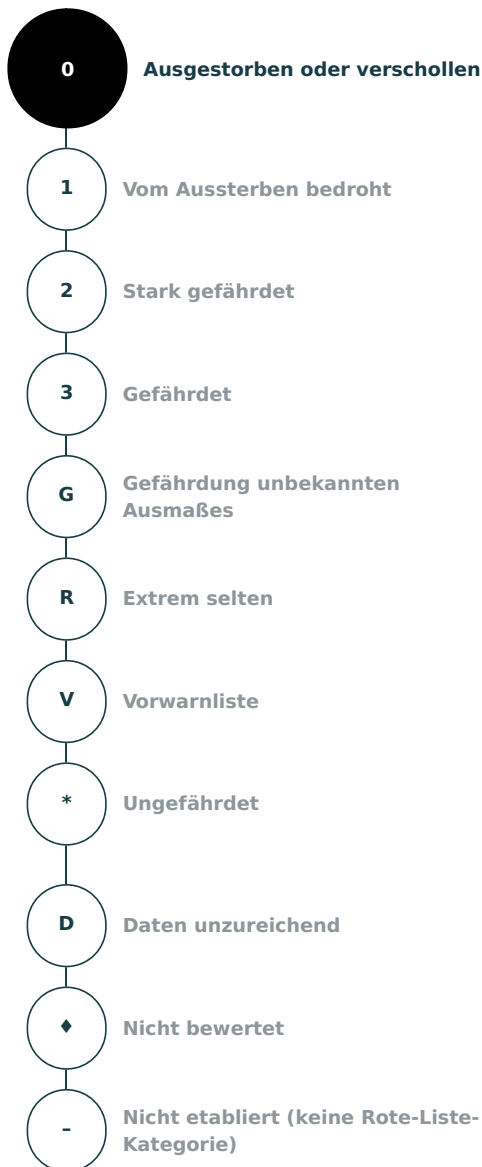 0 Ausgestorben oder verschollen
1 Vom Aussterben bedroht
2 Stark gefährdet
3 Gefährdet
G Gefährdung unbekannten
Ausmaßes
R Extrem selten
V Vorwarnliste
* Ungefährdet
D Daten unzureichend
♦ Nicht bewertet
– Nicht etabliert (keine Rote-Liste-
Kategorie)